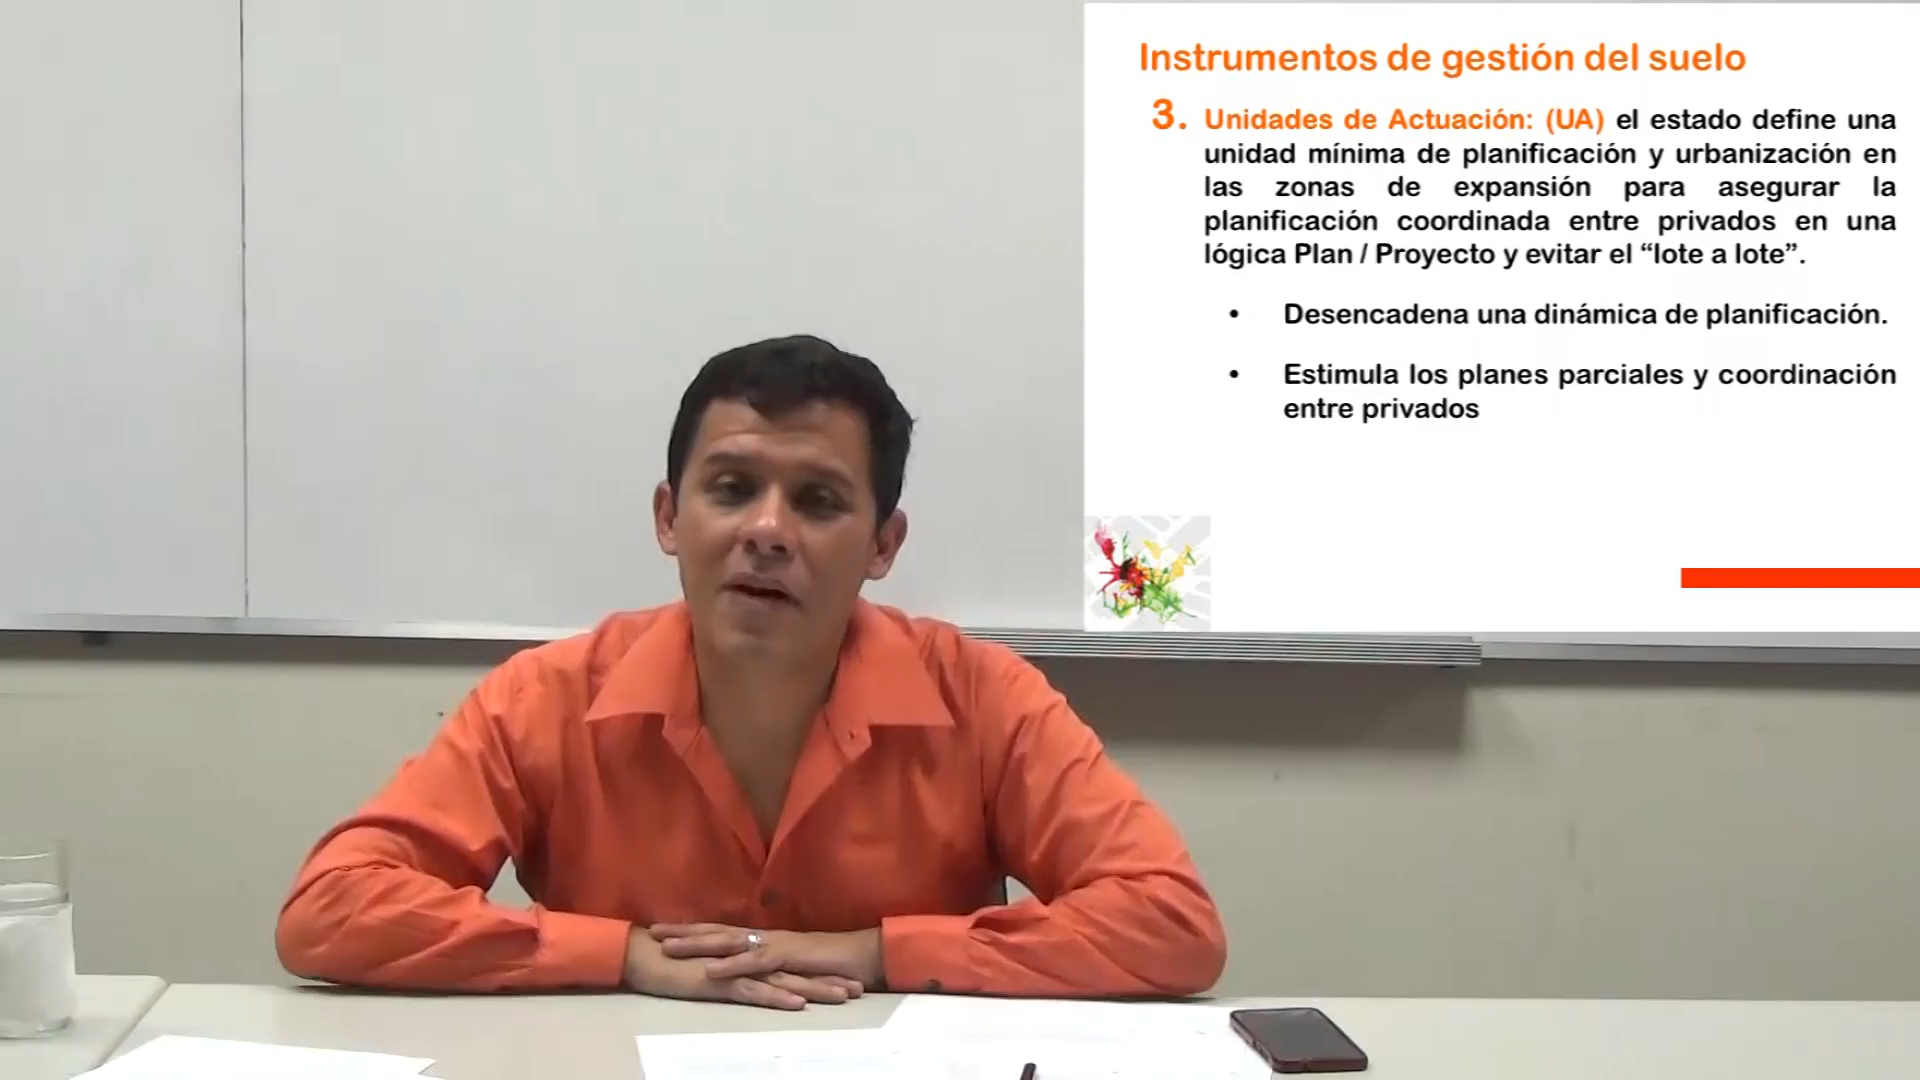 Instrumentos de gestión del suelo
3. Unidades de Actuación: (UA) el estado define una
unidad mínima de planificación y urbanización en
las zonas de expansión para asegurar la
planificación coordinada entre privados en una
lógica Plan / Proyecto y evitar el “lote a lote”.
• Desencadena una dinámica de planificación.
• Estimula los planes parciales y coordinación
entre privados